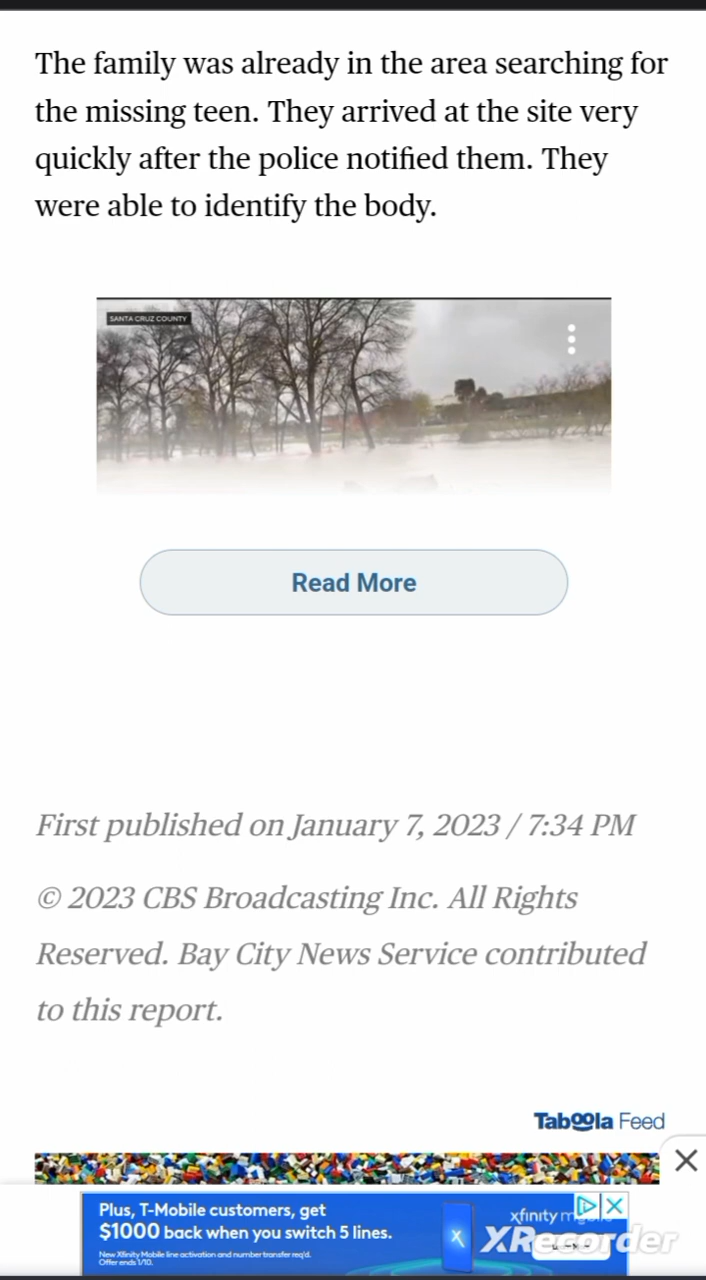 The family was already in the area searching for
the missing teen. They arrived at the site very
quickly after the police notified them. They
were able to identify the body.
SANTA CRUZ COUNTY
Read More
First published on January 7, 2023 / 7:34 PM
© 2023 CBS Broadcasting Inc. All Rights
Reserved. Bay City News Service contributed
to this report.
Taboola Feed
Plus, T-Mobile customers, get
$1000 back when you switch 5 lines.
New Xfinity Mobile line activation and number transfer req'd.
Offer ends 1/10.
xfinity
XRecorder